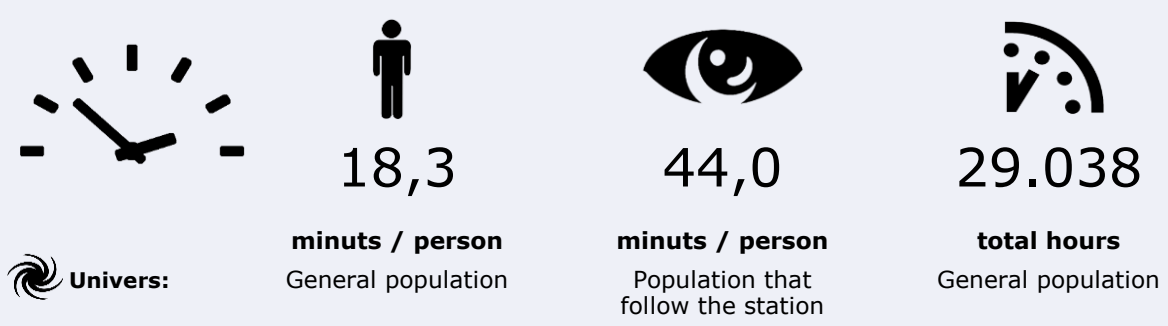 18,3
44,0
29.038
minuts / person
minuts / person
total hours
Univers:
General population
Population that
follow the station
General population